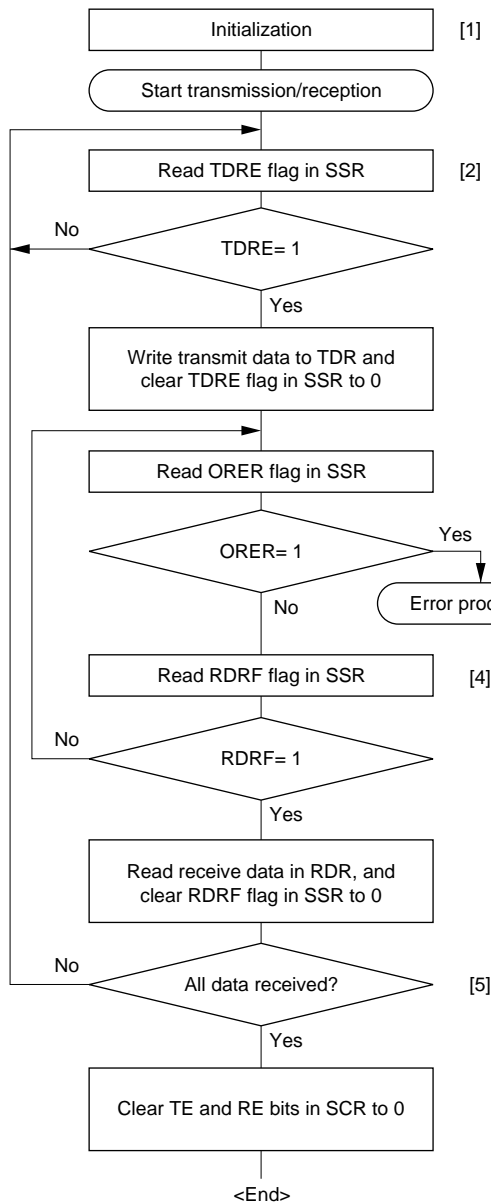 Initialization [1]
Start transmission/reception
Read TDRE flag in SSR [2]
No
TDRE= 1
Yes
Write transmit data to TDR and
clear TDRE flag in SSR to 0
Read ORER flag in SSR
Yes
ORER= 1
No
Error
Read RDRF flag in SSR [4]
No
RDRF= 1
Yes
Read receive data in RDR, and
clear RDRF flag in SSR to 0
No
All data received? [5]
Yes
Clear TE and RE bits in SCR to 0
<End>